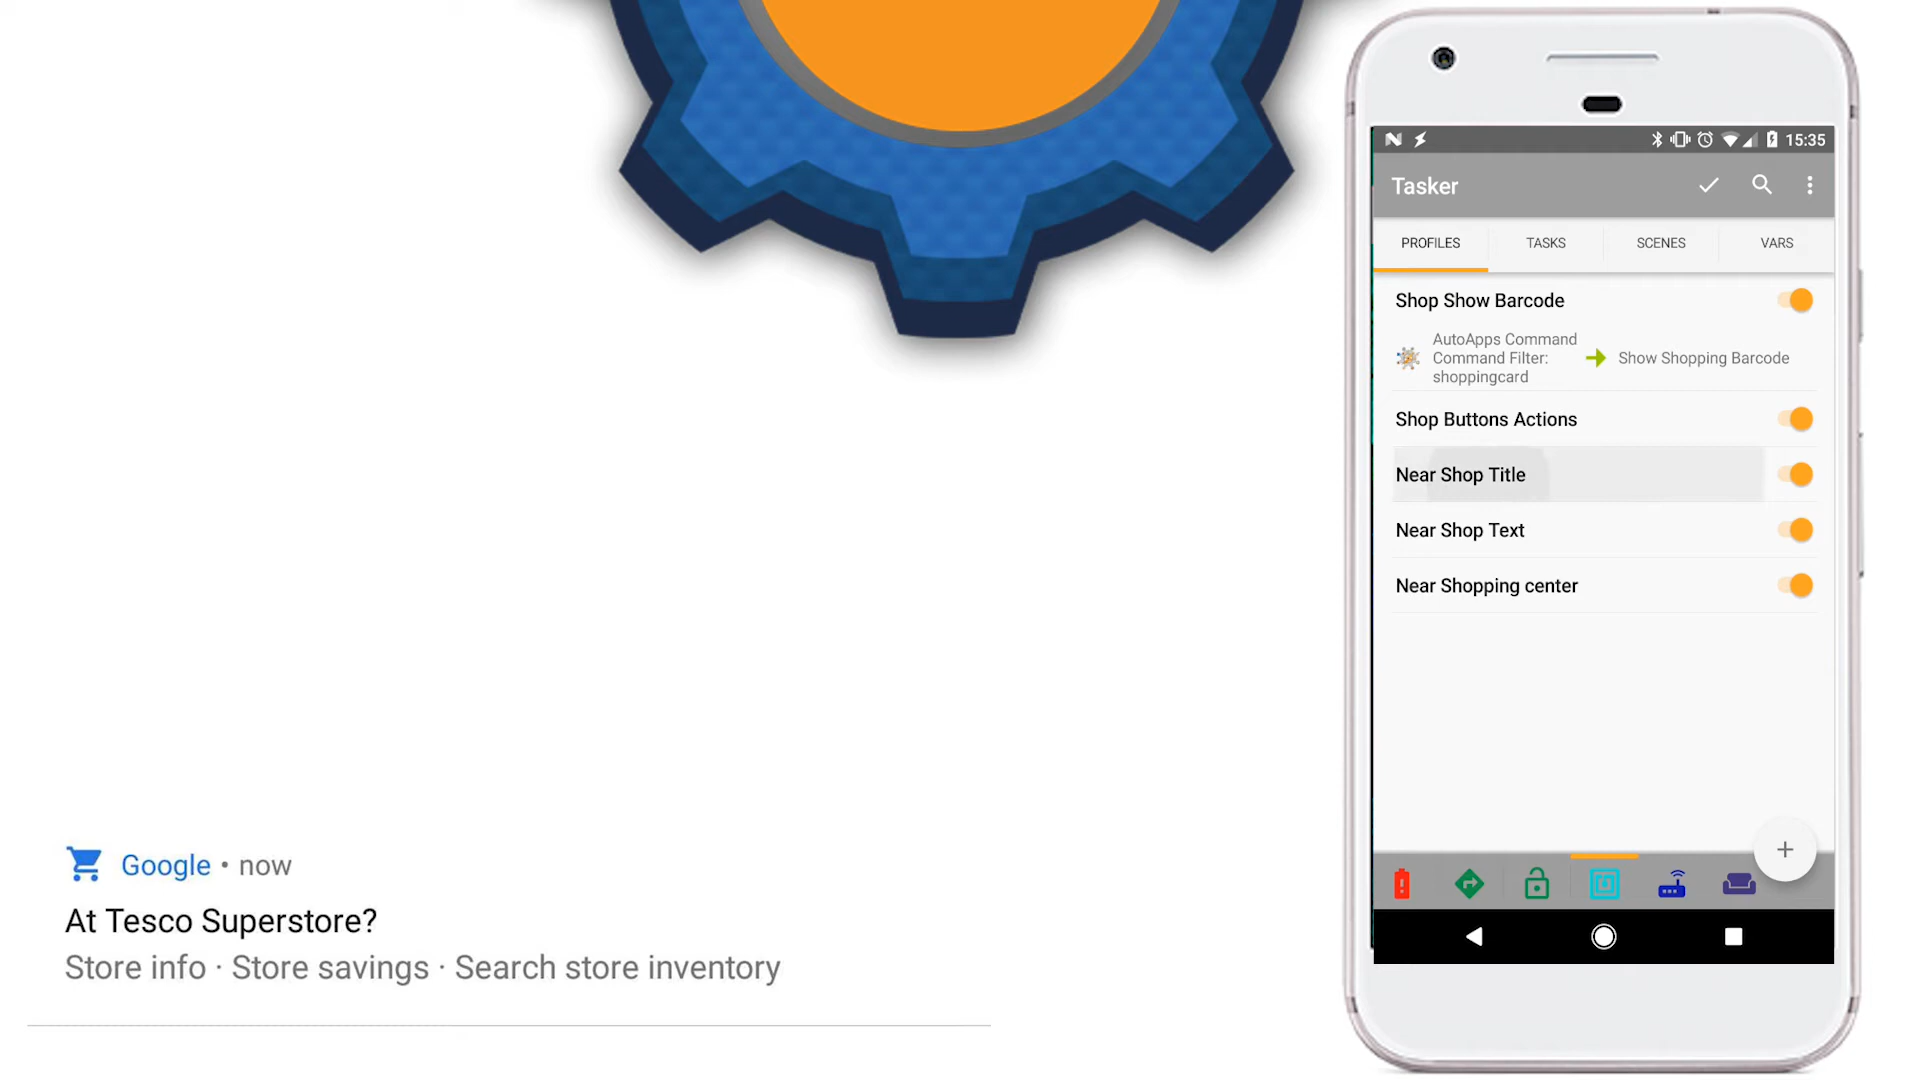 Google • now
At Tesco Superstore?
Store info · Store savings · Search store inventory
15:35
Tasker
PROFILES TASKS SCENES VARS
Shop Show Barcode
AutoApps Command
Command Filter:
shoppingcard
Show Shopping Barcode
Shop Buttons Actions
Near Shop Title
Near Shop Text
Near Shopping center